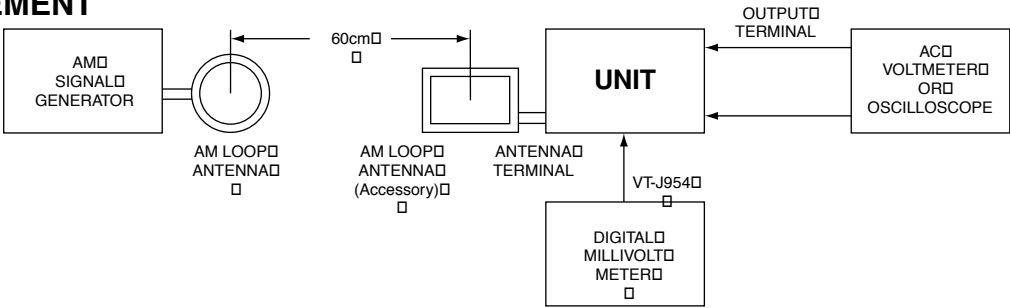 EMENT
AM
SIGNAL
GENERATOR
60cm
AM LOOP
ANTENNA
AM LOOP
ANTENNA
(Accessory)
ANTENNA
TERMINAL
UNIT
OUTPUT
TERMINAL
AC
VOLTMETER
OR
OSCILLOSCOPE
VT-J954
DIGITAL
MILLIVOLT
METER